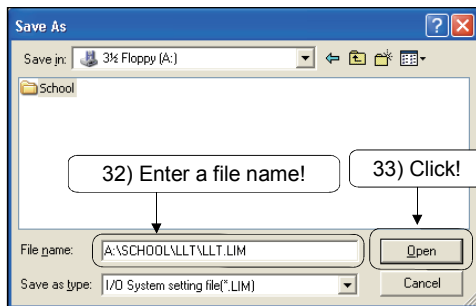 Save As
Save in: 3½ Floppy (A:)
School
32) Enter a file name!
33) Click!
File name: A:\SCHOOL\LLT\LLT.LIM
Open
Save as type: I/O System setting file(*.LIM)
Cancel